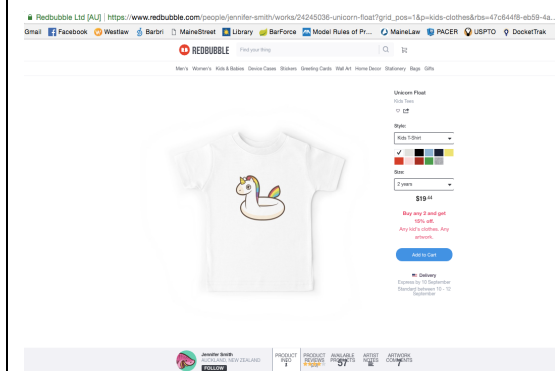 Redbubble Ltd [AU] https://www.redbubble.com/people/jennifer-smith/works/24245036-unicorn-float?grid_pos=1&p=kids-clothes&rbs=47c644f8-eb59-4a...
Gmail Facebook Westlaw Barbri MaineStreet Library BarForce Model Rules of Pr... MaineLaw PACER USPTO DocketTrak
REDBUBBLE Find your thing
Men's Women's Kids & Babies Device Cases Stickers Greeting Cards Wall Art Home Decor Stationery Bags Gifts
Unicorn Float
Kids Tees
Style:
Kids T-Shirt
Size:
2 years
$19.44
Buy any 2 and get
15% off.
Any kid's clothes. Any
artwork.
Add to Cart
Delivery
Express by 10 September
Standard between 10 - 12
September
Jennifer Smith
AUCKLAND, NEW ZEALAND
FOLLOW
PRODUCT INFO
PRODUCT REVIEWS
AVAILABLE PRODUCTS
57
ARTIST NOTES
ARTWORK COMMENTS
7